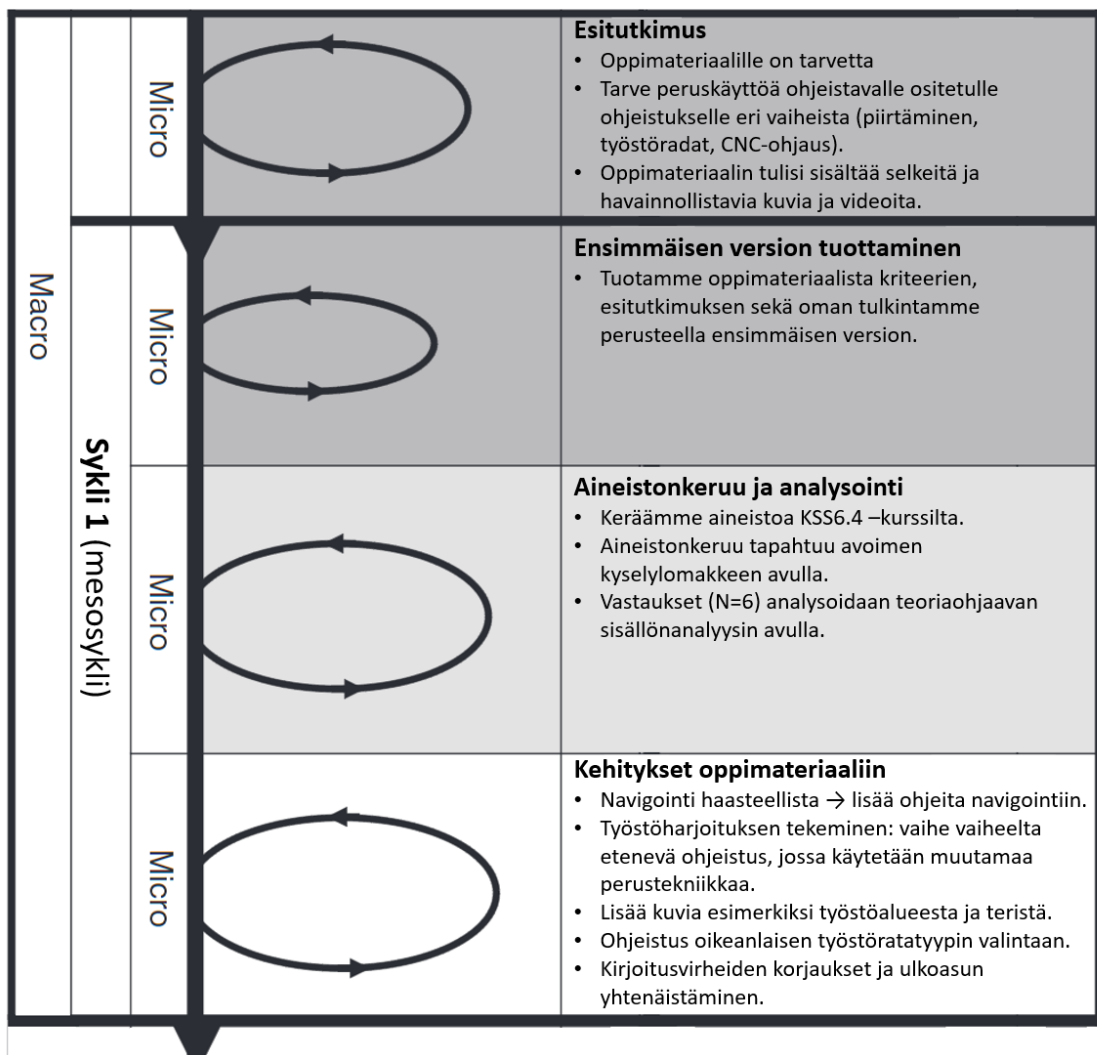 Macro
Sykli 1 (mesosykli)
Micro
Esitutkimus
• Oppimateriaalille on tarvetta
• Tarve peruskäyttöä ohjeistavalle ositetulle
ohjeistukselle eri vaiheista (piirtäminen,
työstöradat, CNC-ohjaus).
• Oppimateriaalin tulisi sisältää selkeitä ja
havainnollistavia kuvia ja videoita.
Micro
Ensimmäisen version tuottaminen
• Tuotamme oppimateriaalista kriteerien,
esitutkimuksen sekä oman tulkintamme
perusteella ensimmäisen version.
Micro
Aineistonkeruu ja analysointi
• Keräämme aineistoa KSS6.4 –kurssilta.
• Aineistonkeruu tapahtuu avoimen
kyselylomakkeen avulla.
• Vastaukset (N=6) analysoidaan teoriaohjaavan
sisällönanalyysin avulla.
Micro
Kehitykset oppimateriaaliin
• Navigointi haasteellista → lisää ohjeita navigointiin.
• Työstöharjoituksen tekeminen: vaihe vaiheelta
etenevä ohjeistus, jossa käytetään muutamaa
perustekniikkaa.
• Lisää kuvia esimerkiksi työstöalueesta ja teristä.
• Ohjeistus oikeanlaisen työstöratatyypin valintaan.
• Kirjoitusvirheiden korjaukset ja ulkoasun
yhtenäistäminen.